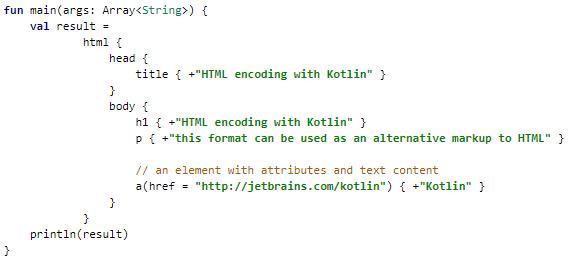 fun main(args: Array<String>) {
    val result =
            html {
                head {
                    title { +"HTML encoding with Kotlin" }
                }
                body {
                    h1 { +"HTML encoding with Kotlin" }
                    p { +"this format can be used as an alternative markup to HTML" }

                    // an element with attributes and text content
                    a(href = "http://jetbrains.com/kotlin") { +"Kotlin" }
                }
            }
    println(result)
}